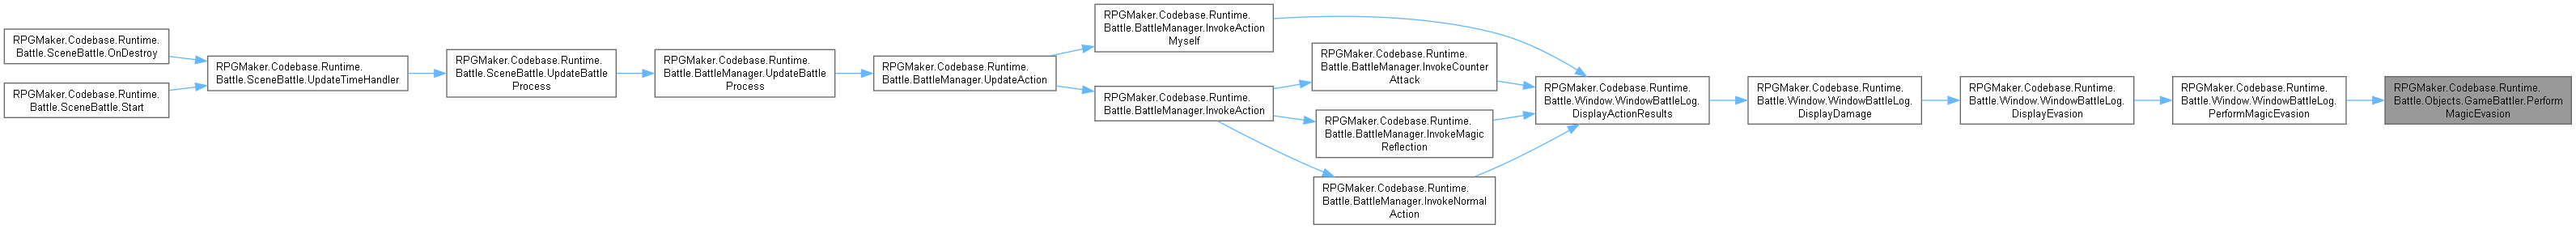 RPGMaker.Codebase.Runtime.
Battle.SceneBattle.OnDestroy
RPGMaker.Codebase.Runtime.
Battle.SceneBattle.Start
RPGMaker.Codebase.Runtime.
Battle.SceneBattle.UpdateTimeHandler
RPGMaker.Codebase.Runtime.
Battle.SceneBattle.UpdateBattle
Process
RPGMaker.Codebase.Runtime.
Battle.BattleManager.UpdateBattle
Process
RPGMaker.Codebase.Runtime.
Battle.BattleManager.UpdateAction
RPGMaker.Codebase.Runtime.
Battle.BattleManager.InvokeAction
Myself
RPGMaker.Codebase.Runtime.
Battle.BattleManager.InvokeAction
RPGMaker.Codebase.Runtime.
Battle.BattleManager.InvokeCounter
Attack
RPGMaker.Codebase.Runtime.
Battle.BattleManager.InvokeMagic
Reflection
RPGMaker.Codebase.Runtime.
Battle.BattleManager.InvokeNormal
Action
RPGMaker.Codebase.Runtime.
Battle.Window.WindowBattleLog.
DisplayActionResults
RPGMaker.Codebase.Runtime.
Battle.Window.WindowBattleLog.
DisplayDamage
RPGMaker.Codebase.Runtime.
Battle.Window.WindowBattleLog.
DisplayEvasion
RPGMaker.Codebase.Runtime.
Battle.Window.WindowBattleLog.
PerformMagicEvasion
RPGMaker.Codebase.Runtime.
Battle.Objects.GameBattler.Perform
MagicEvasion